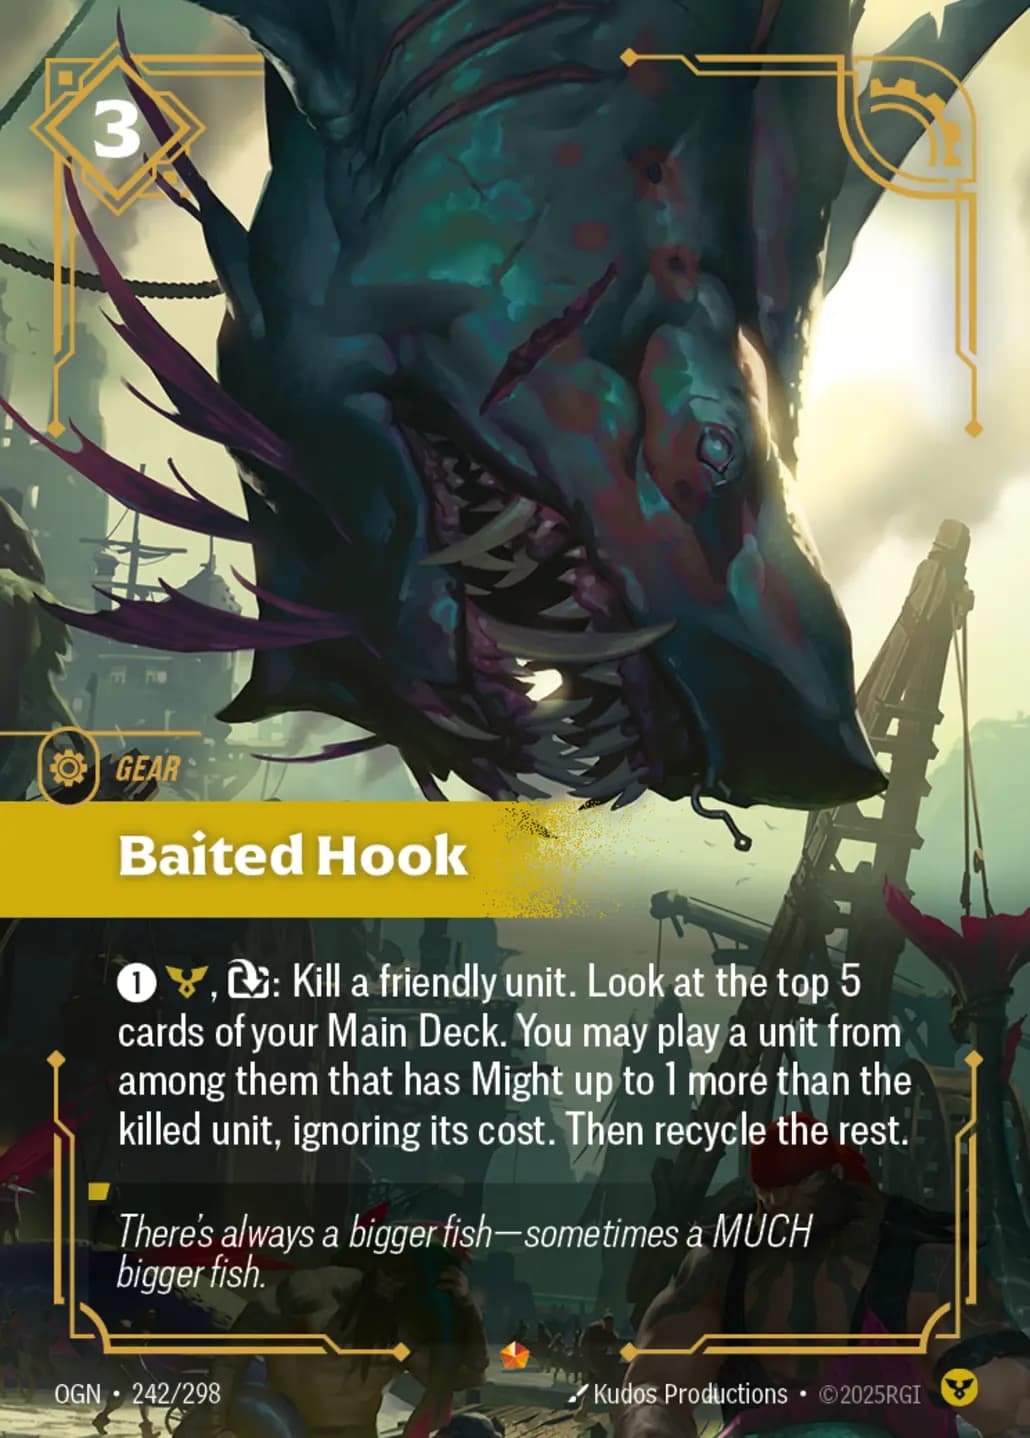 3
GEAR
Baited Hook
1 , : Kill a friendly unit. Look at the top 5
cards of your Main Deck. You may play a unit from
among them that has Might up to 1 more than the
killed unit, ignoring its cost. Then recycle the rest.
There's always a bigger fish—sometimes a MUCH
bigger fish.
OGN • 242/298
Kudos Productions • ©2025RGI